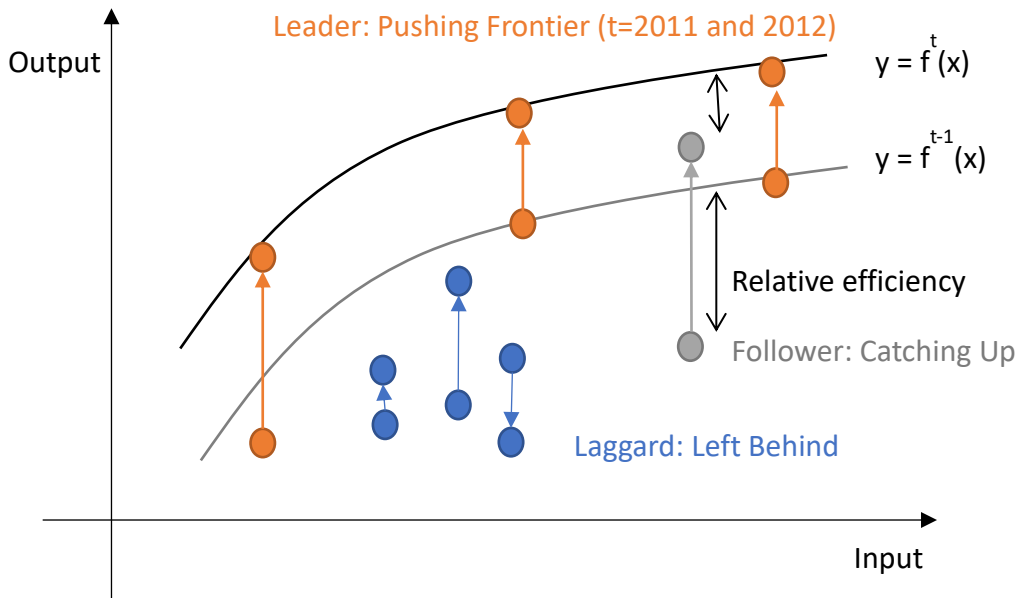 Leader: Pushing Frontier (t=2011 and 2012)
Output
y = f^t(x)
y = f^t-1(x)
Relative efficiency
Follower: Catching Up
Laggard: Left Behind
Input